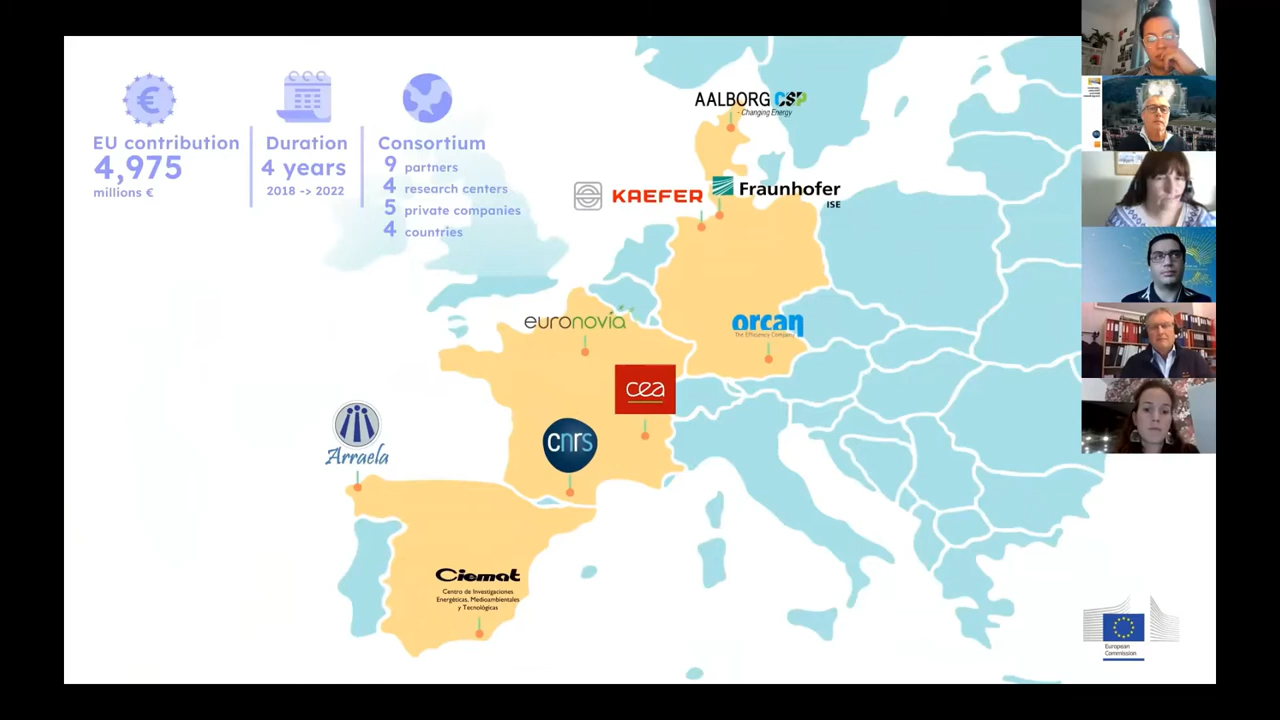 EU contribution
4,975
millions €
Duration
4 years
2018 -> 2022
Consortium
9 partners
4 research centers
5 private companies
4 countries
AALBORG CSP
- Changing Energy
KAEFER
Fraunhofer
ISE
euronovia
orcan
The Efficiency Company
cea
cnrs
Arraela
Ciemat
Centro de Investigaciones
Energéticas, Medioambientales
y Tecnológicas
European
Commission